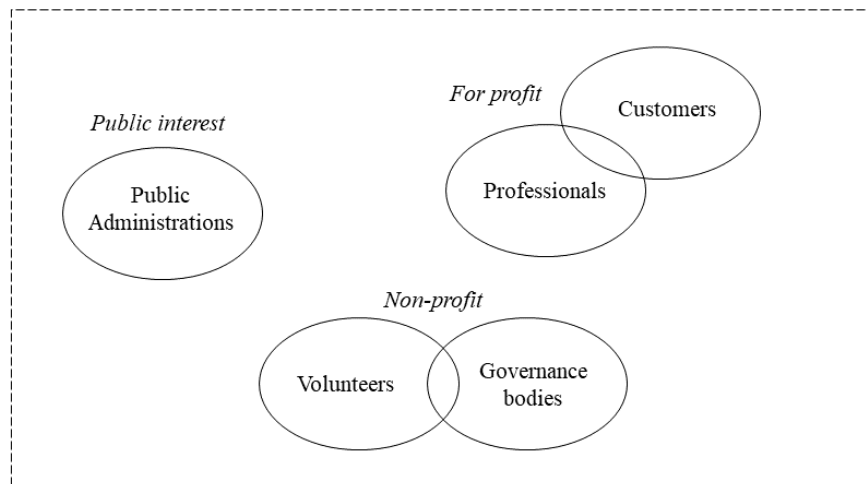 For profit
Customers
Public interest
Public
Administrations
Professionals
Non-profit
Volunteers
Governance
bodies